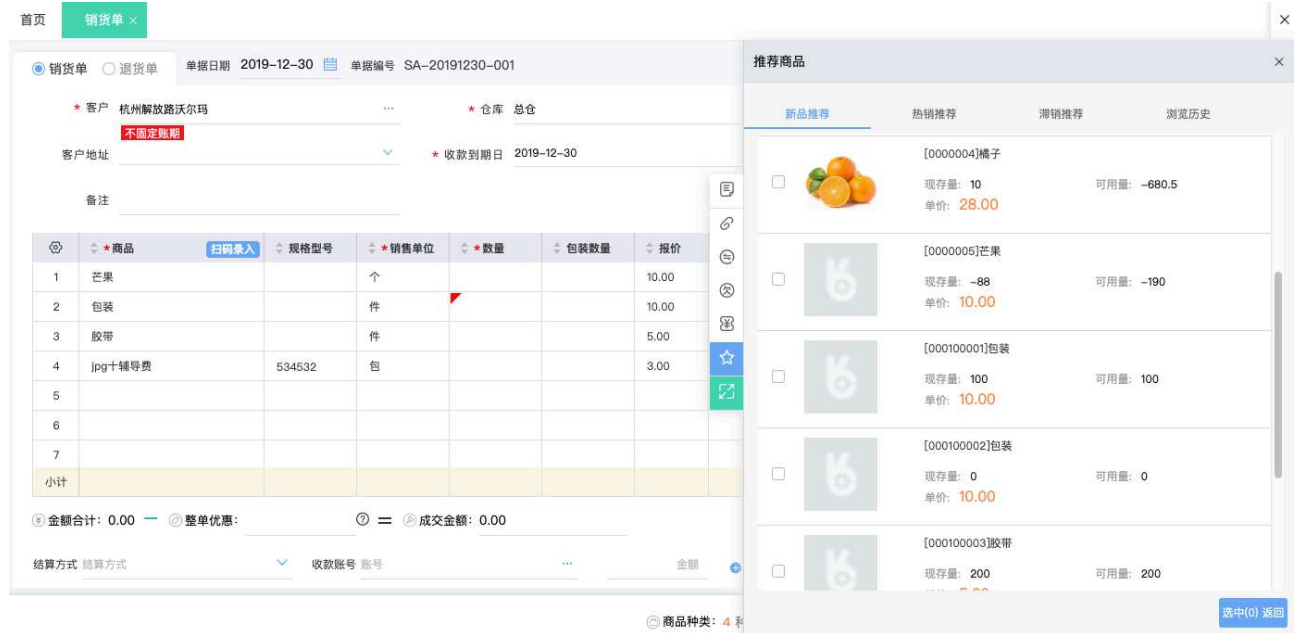 首页 销货单 ×
销货单 退货单 单据日期 2019-12-30 单据编号 SA-20191230-001
* 客户 杭州解放路沃尔玛 ... * 仓库 总仓
不固定账期
客户地址 * 收款到期日 2019-12-30
备注
*商品 扫码录入 规格型号 *销售单位 *数量 包装数量 报价
1 芒果 个 10.00
2 包装 件 10.00
3 胶带 件 5.00
4 jpg十辅导费 534532 包 3.00
5
6
7
小计
金额合计: 0.00 整单优惠: = 成交金额: 0.00
结算方式 结算方式 收款账号 账号 ... 金额
商品种类: 4
推荐商品
新品推荐 热销推荐 滞销推荐 浏览历史
[0000004]橘子
现存量: 10 可用量: -680.5
单价: 28.00
[0000005]芒果
现存量: -88 可用量: -190
单价: 10.00
[000100001]包装
现存量: 100 可用量: 100
单价: 10.00
[000100002]包装
现存量: 0 可用量: 0
单价: 10.00
[000100003]胶带
现存量: 200 可用量: 200
选中(0) 返回